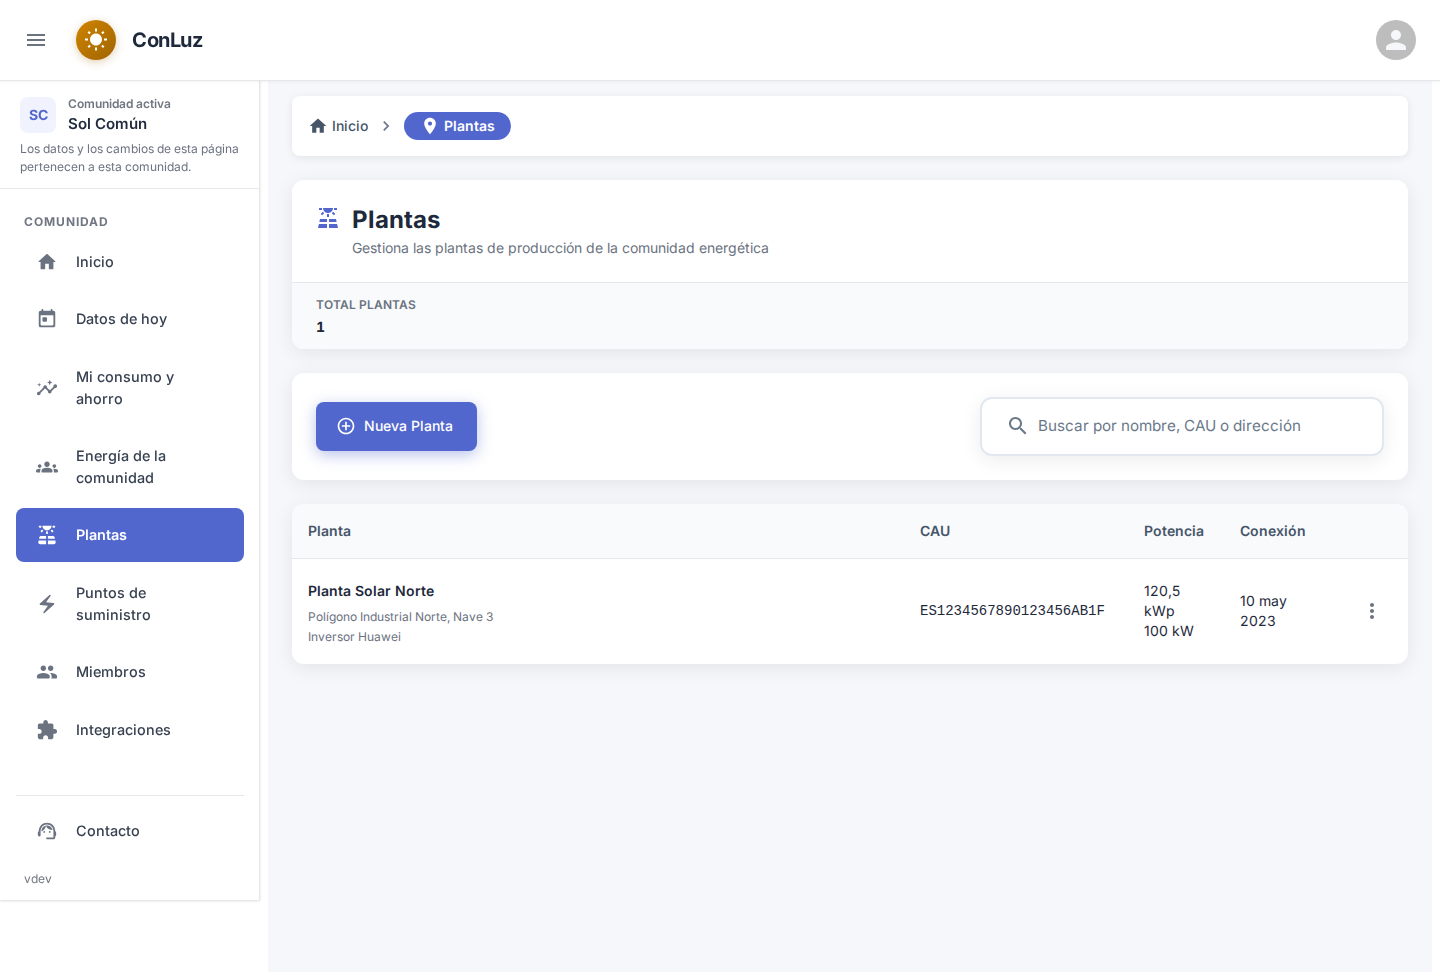 ConLuz
SC
Comunidad activa
Sol Común
Los datos y los cambios de esta página
pertenecen a esta comunidad.
COMUNIDAD
Inicio
Datos de hoy
Mi consumo y
ahorro
Energía de la
comunidad
Plantas
Puntos de
suministro
Miembros
Integraciones
Contacto
vdev
Inicio
Plantas
Plantas
Gestiona las plantas de producción de la comunidad energética
TOTAL PLANTAS
1
Nueva Planta
Buscar por nombre, CAU o dirección
Planta CAU Potencia Conexión
Planta Solar Norte
Polígono Industrial Norte, Nave 3
Inversor Huawei
ES1234567890123456AB1F
120,5
kWp
100 kW
10 may
2023